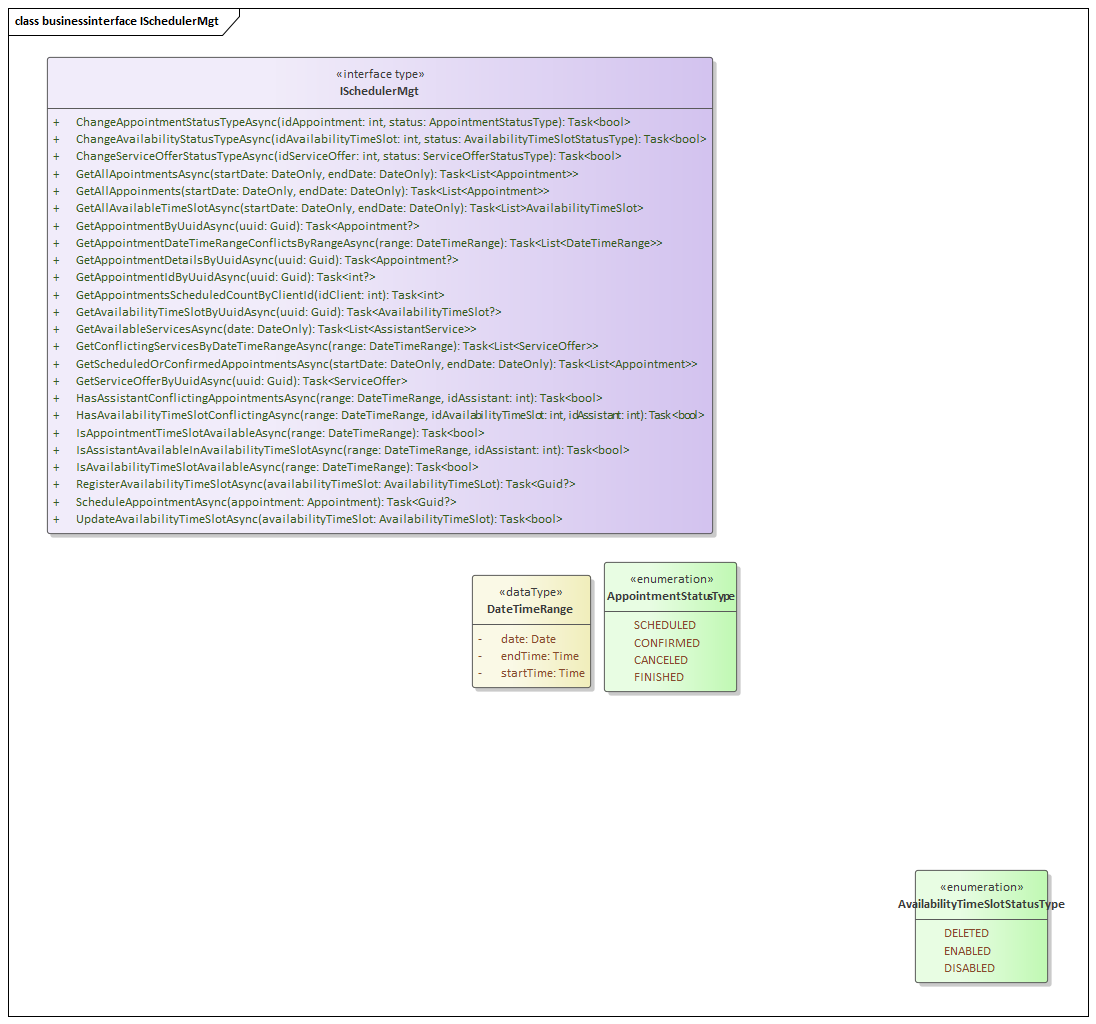 class businessinterface ISchedulerMgt
«interface type»
ISchedulerMgt
+ ChangeAppointmentStatusTypeAsync(idAppointment: int, status: AppointmentStatusType): Task<bool>
+ ChangeAvailabilityStatusTypeAsync(idAvailabilityTimeSlot: int, status: AvailabilityTimeSlotStatusType): Task<bool>
+ ChangeServiceOfferStatusTypeAsync(idServiceOffer: int, status: ServiceOfferStatusType): Task<bool>
+ GetAllApointmentsAsync(startDate: DateOnly, endDate: DateOnly): Task<List<Appointment>>
+ GetAllAppoinments(startDate: DateOnly, endDate: DateOnly): Task<List<Appointment>>
+ GetAllAvailableTimeSlotAsync(startDate: DateOnly, endDate: DateOnly): Task<List>AvailabilityTimeSlot>
+ GetAppointmentByUuidAsync(uuid: Guid): Task<Appointment?>
+ GetAppointmentDateTimeRangeConflictsByRangeAsync(range: DateTimeRange): Task<List<DateTimeRange>>
+ GetAppointmentDetailsByUuidAsync(uuid: Guid): Task<Appointment?>
+ GetAppointmentIdByUuidAsync(uuid: Guid): Task<int?>
+ GetAppointmentsScheduledCountByClientId(idClient: int): Task<int>
+ GetAvailabilityTimeSlotByUuidAsync(uuid: Guid): Task<AvailabilityTimeSlot?>
+ GetAvailableServicesAsync(date: DateOnly): Task<List<AssistantService>>
+ GetConflictingServicesByDateTimeRangeAsync(range: DateTimeRange): Task<List<ServiceOffer>>
+ GetScheduledOrConfirmedAppointmentsAsync(startDate: DateOnly, endDate: DateOnly): Task<List<Appointment>>
+ GetServiceOfferByUuidAsync(uuid: Guid): Task<ServiceOffer>
+ HasAssistantConflictingAppointmentsAsync(range: DateTimeRange, idAssistant: int): Task<bool>
+ HasAvailabilityTimeSlotConflictingAsync(range: DateTimeRange, idAvailabilityTimeSlot: int, idAssistant: int): Task<bool>
+ IsAppointmentTimeSlotAvailableAsync(range: DateTimeRange): Task<bool>
+ IsAssistantAvailableInAvailabilityTimeSlotAsync(range: DateTimeRange, idAssistant: int): Task<bool>
+ IsAvailabilityTimeSlotAvailableAsync(range: DateTimeRange): Task<bool>
+ RegisterAvailabilityTimeSlotAsync(availabilityTimeSlot: AvailabilityTimeSLot): Task<Guid?>
+ ScheduleAppointmentAsync(appointment: Appointment): Task<Guid?>
+ UpdateAvailabilityTimeSlotAsync(availabilityTimeSlot: AvailabilityTimeSlot): Task<bool>
«dataType»
DateTimeRange
- date: Date
- endTime: Time
- startTime: Time
«enumeration»
AppointmentStatusType
SCHEDULED
CONFIRMED
CANCELED
FINISHED
«enumeration»
AvailabilityTimeSlotStatusType
DELETED
ENABLED
DISABLED